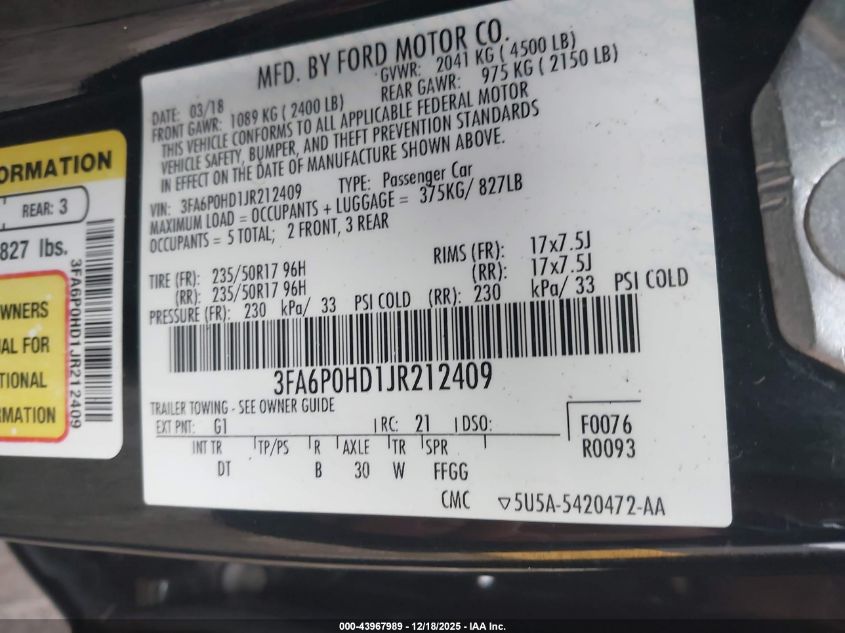 MFD. BY FORD MOTOR CO.
DATE: 03/18 GVWR: 2041 KG ( 4500 LB)
FRONT GAWR: 1089 KG ( 2400 LB) REAR GAWR: 975 KG ( 2150 LB)
THIS VEHICLE CONFORMS TO ALL APPLICABLE FEDERAL MOTOR
VEHICLE SAFETY, BUMPER, AND THEFT PREVENTION STANDARDS
IN EFFECT ON THE DATE OF MANUFACTURE SHOWN ABOVE.
VIN: 3FA6P0HD1JR212409 TYPE: Passenger Car
MAXIMUM LOAD = OCCUPANTS + LUGGAGE = 375KG/ 827LB
OCCUPANTS = 5 TOTAL; 2 FRONT, 3 REAR
TIRE (FR): 235/50R17 96H RIMS (FR): 17x7.5J
(RR): 235/50R17 96H (RR): 17x7.5J
PRESSURE (FR): 230 kPa/ 33 PSI COLD (RR): 230 kPa/ 33 PSI COLD
3FA6P0HD1JR212409
TRAILER TOWING - SEE OWNER GUIDE
EXT PNT: G1 RC: 21 DSO: F0076
INT TR TP/PS R AXLE TR SPR R0093
DT B 30 W FFGG
CMC 5U5A-5420472-AA
ORMATION
REAR: 3
827 lbs.
WNERS
AL FOR
TIONAL
RMATION
3FA6P0HD1JR212409
000-43967989 - 12/18/2025 - IAA Inc.